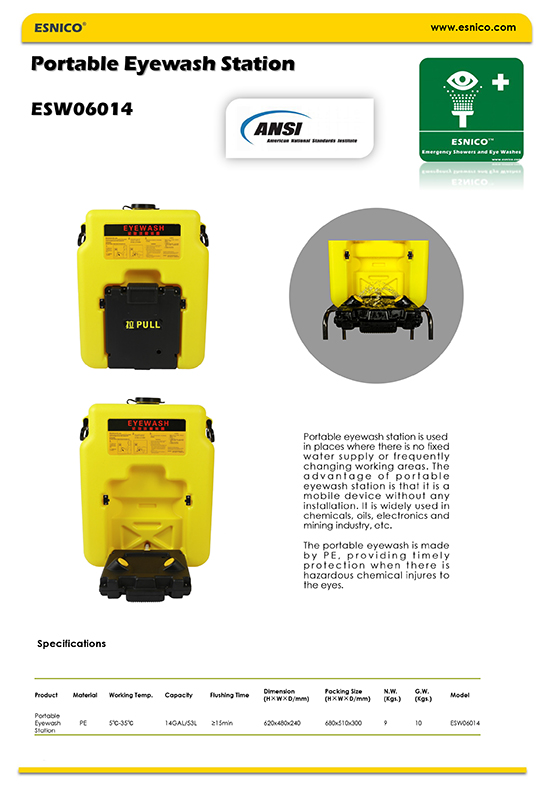 ESNICO®
www.esnico.com
Portable Eyewash Station
ESW06014
ANSI
American National Standards Institute
ESNICO™
Emergency Showers and Eye Washes
www.esnico.com
EYEWASH
拉 PULL
EYEWASH
Portable eyewash station is used
in places where there is no fixed
water supply or frequently
changing working areas. The
advantage of portable
eyewash station is that it is a
mobile device without any
installation. It is widely used in
chemicals, oils, electronics and
mining industry, etc.
The portable eyewash is made
by PE, providing timely
protection when there is
hazardous chemical injures to
the eyes.
Specifications
Product Material Working Temp. Capacity Flushing Time Dimension (H×W×D/mm) Packing Size (H×W×D/mm) N.W. (Kgs.) G.W. (Kgs.) Model
Portable Eyewash Station PE 5℃-35℃ 14GAL/53L ≥15min 620x480x240 680x510x300 9 10 ESW06014